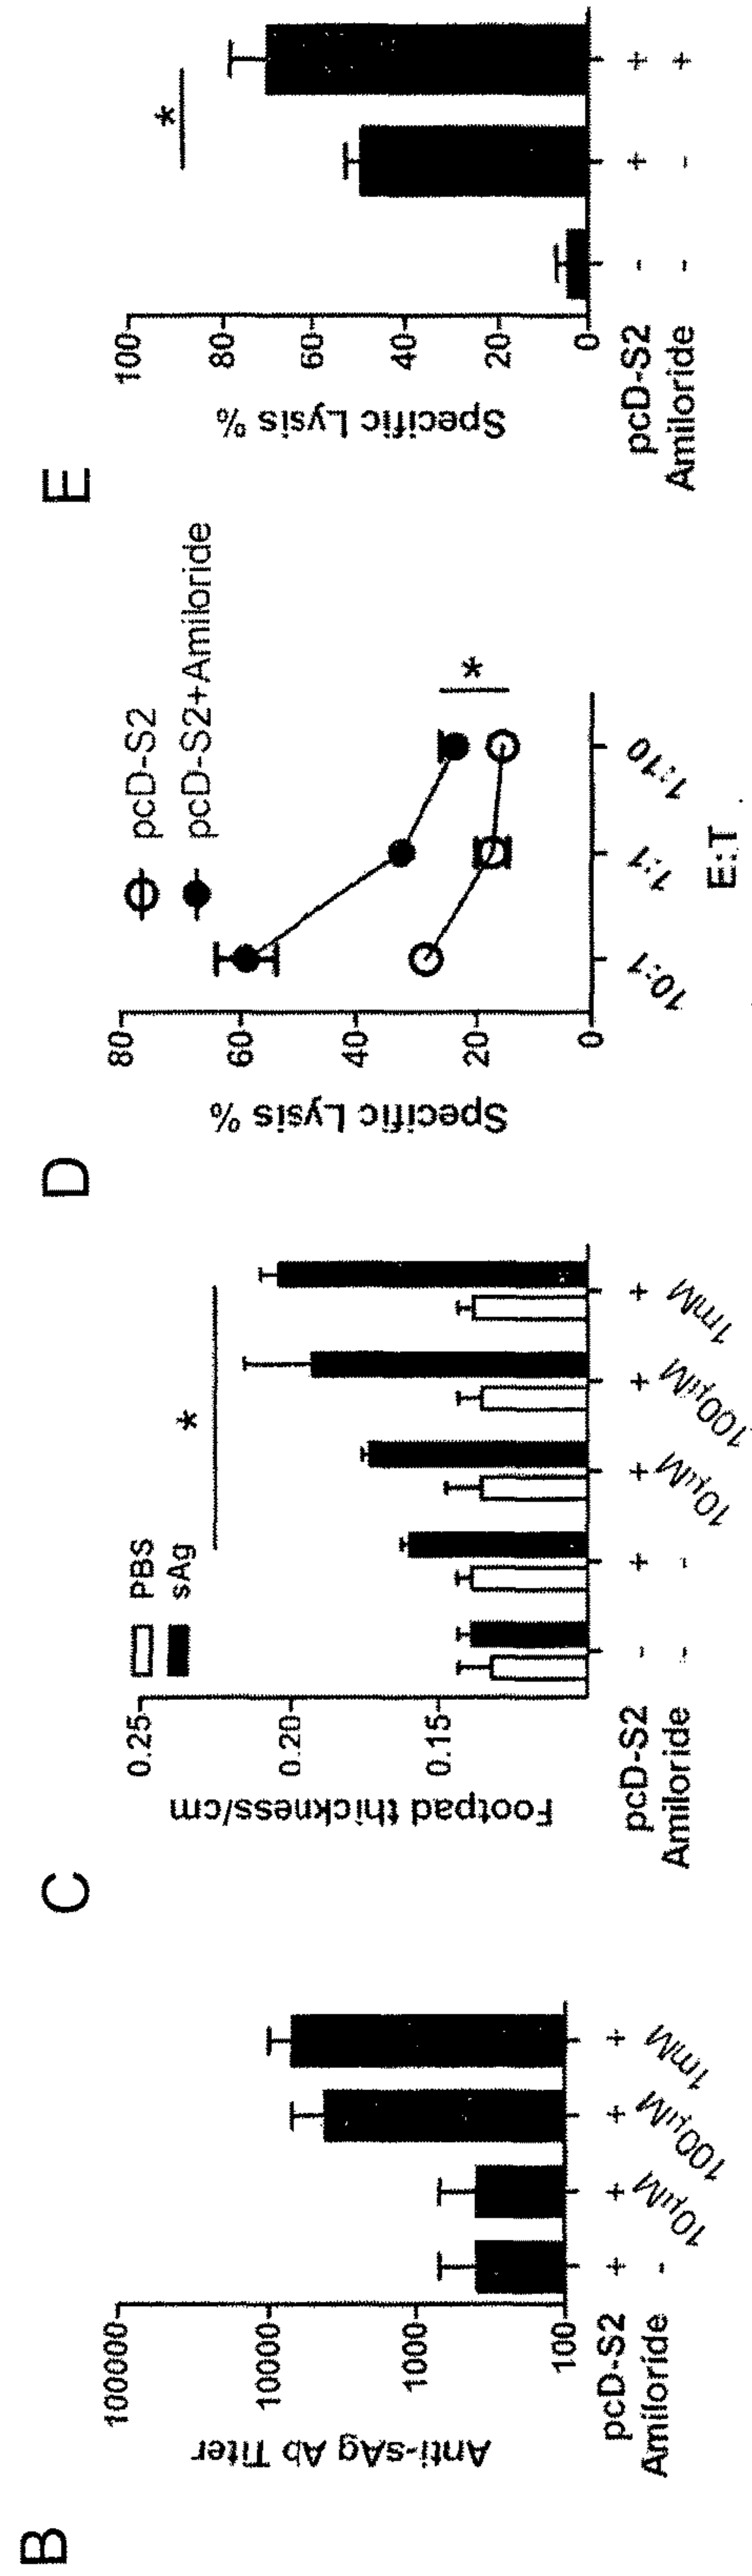 B
Anti-sAg Ab Titer
100000
10000
1000
100
pcD-S2 + + + +
Amiloride - 10μM 100μM 1mM
C
Footpad thickness/cm
0.25
0.20
0.15
PBS
sAg
*
pcD-S2 - + + + +
Amiloride - - 10μM 100μM 1mM
D
Specific Lysis %
80
60
40
20
0
pcD-S2
pcD-S2+Amiloride
*
10:1 1:1 1:10
E:T
E
Specific Lysis %
100
80
60
40
20
0
*
pcD-S2 - + +
Amiloride - - +